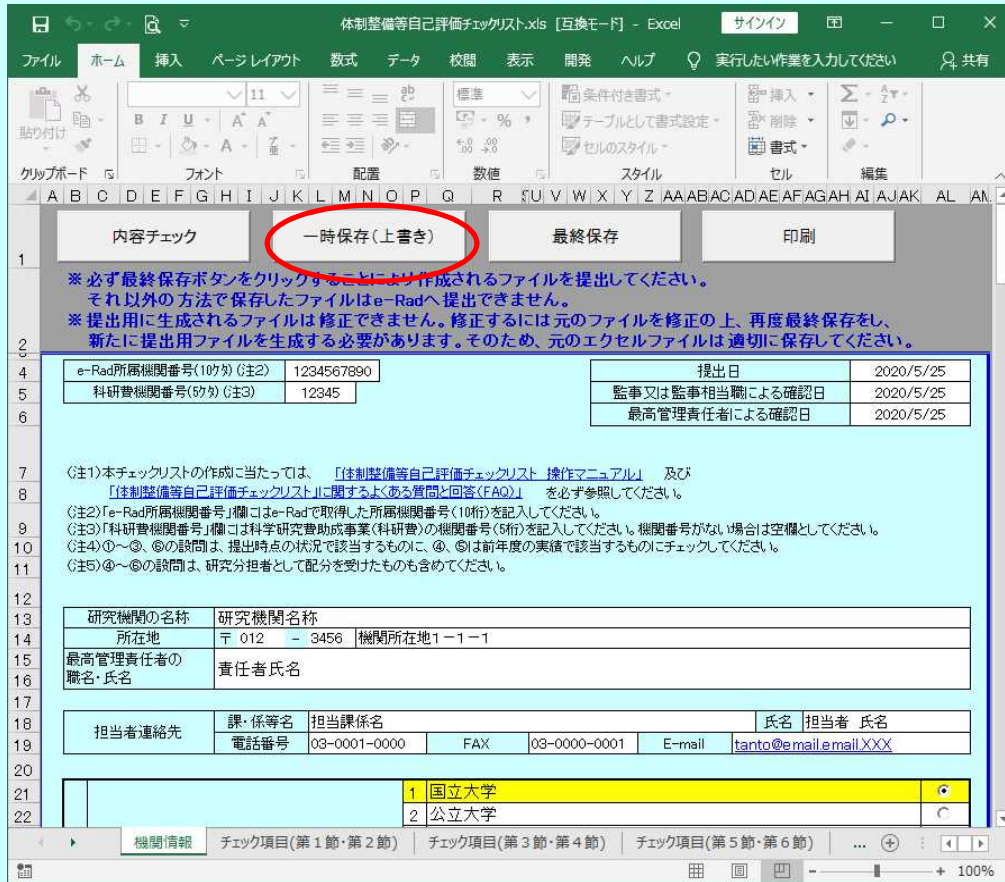 体制整備等自己評価チェックリスト.xls [互換モード] - Excel サインイン
ファイル ホーム 挿入 ページ レイアウト 数式 データ 校閲 表示 開発 ヘルプ 実行したい作業を入力してください 共有
貼り付け 11 標準 条件付き書式 挿入
B I U A A % , テーブルとして書式設定 削除
A セルのスタイル 書式
クリップボード フォント 配置 数値 スタイル セル 編集
A B C D E F G H I J K L M N O P Q R SU V W X Y Z AA AB AC AD AE AF AG AH AI AJ AK AL AM
内容チェック 一時保存(上書き) 最終保存 印刷
1
※必ず最終保存ボタンをクリックすることにより作成されるファイルを提出してください。
それ以外の方法で保存したファイルはe-Radへ提出できません。
※提出用に生成されるファイルは修正できません。修正するには元のファイルを修正の上、再度最終保存をし、
2 新たに提出用ファイルを生成する必要があります。そのため、元のエクセルファイルは適切に保存してください。
4 e-Rad所属機関番号(10ケタ)(注2) 1234567890 提出日 2020/5/25
5 科研費機関番号(5ケタ)(注3) 12345 監事又は監事相当職による確認日 2020/5/25
6 最高管理責任者による確認日 2020/5/25
7 (注1)本チェックリストの作成に当たっては、 「体制整備等自己評価チェックリスト 操作マニュアル」 及び
8 「体制整備等自己評価チェックリスト」に関するよくある質問と回答(FAQ)」 を必ず参照してください。
(注2)「e-Rad所属機関番号」欄にはe-Radで取得した所属機関番号(10桁)を記入してください。
9 (注3)「科研費機関番号」欄には科学研究費助成事業(科研費)の機関番号(5桁)を記入してください。機関番号がない場合は空欄としてください。
10 (注4)①~③、⑥の設問は、提出時点の状況で該当するものに、④、⑤は前年度の実績で該当するものにチェックしてください。
11 (注5)④~⑥の設問は、研究分担者として配分を受けたものも含めてください。
12
13 研究機関の名称 研究機関名称
14 所在地 〒 012 - 3456 機関所在地1-1-1
15 最高管理責任者の
16 職名・氏名 責任者氏名
17
18 担当者連絡先 課・係等名 担当課係名 氏名 担当者 氏名
19 電話番号 03-0001-0000 FAX 03-0000-0001 E-mail tanto@email.email.XXX
20
21 1 国立大学
22 2 公立大学
機関情報 チェック項目(第1節・第2節) チェック項目(第3節・第4節) チェック項目(第5節・第6節) ...
100%